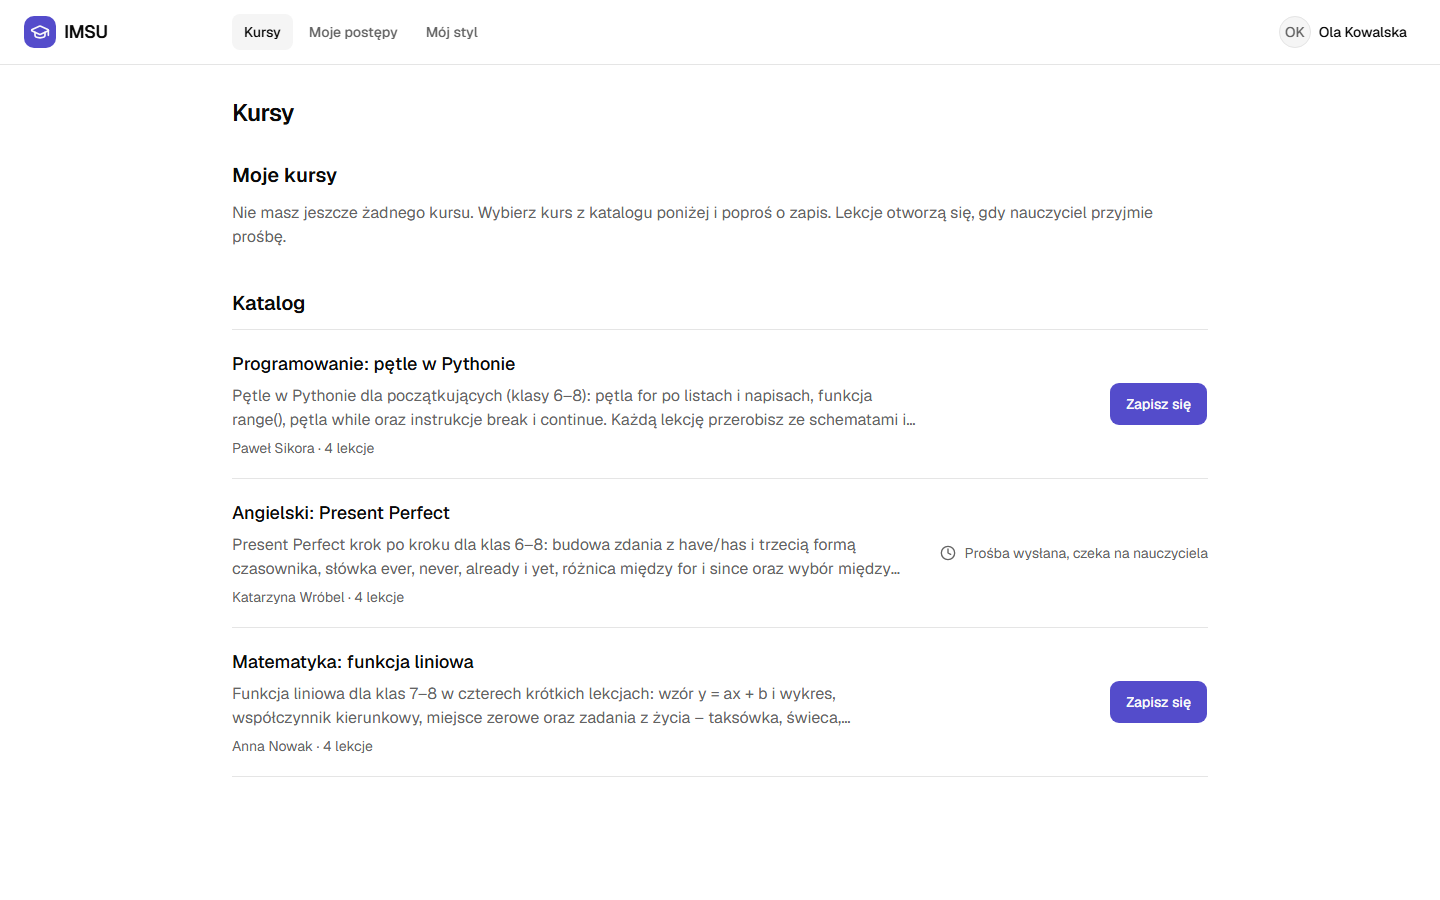 IMSU
Kursy
Moje postępy
Mój styl
OK
Ola Kowalska
Kursy
Moje kursy
Nie masz jeszcze żadnego kursu. Wybierz kurs z katalogu poniżej i poproś o zapis. Lekcje otworzą się, gdy nauczyciel przyjmie
prośbę.
Katalog
Programowanie: pętle w Pythonie
Pętle w Pythonie dla początkujących (klasy 6–8): pętla for po listach i napisach, funkcja
range(), pętla while oraz instrukcje break i continue. Każdą lekcję przerobisz ze schematami i...
Paweł Sikora · 4 lekcje
Zapisz się
Angielski: Present Perfect
Present Perfect krok po kroku dla klas 6–8: budowa zdania z have/has i trzecią formą
czasownika, słówka ever, never, already i yet, różnica między for i since oraz wybór między...
Katarzyna Wróbel · 4 lekcje
Prośba wysłana, czeka na nauczyciela
Matematyka: funkcja liniowa
Funkcja liniowa dla klas 7–8 w czterech krótkich lekcjach: wzór y = ax + b i wykres,
współczynnik kierunkowy, miejsce zerowe oraz zadania z życia – taksówka, świeca,...
Anna Nowak · 4 lekcje
Zapisz się